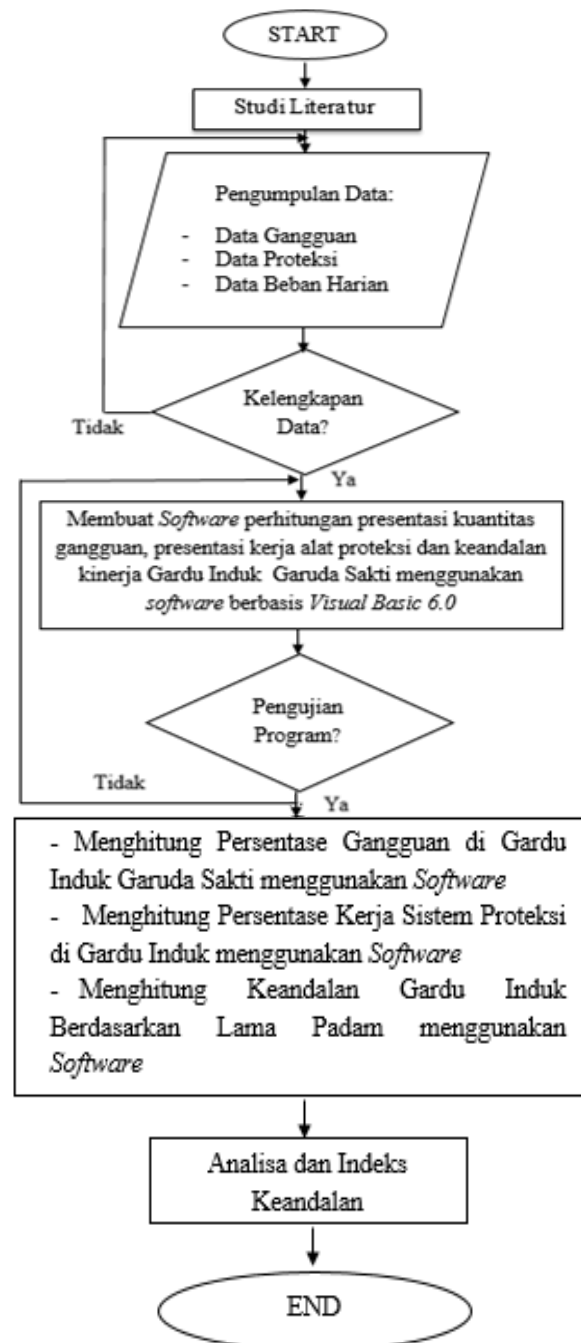 START
Studi Literatur
Pengumpulan Data:
- Data Gangguan
- Data Proteksi
- Data Beban Harian
Kelengkapan
Data?
Tidak
Ya
Membuat Software perhitungan presentasi kuantitas
gangguan, presentasi kerja alat proteksi dan keandalan
kinerja Gardu Induk Garuda Sakti menggunakan
software berbasis Visual Basic 6.0
Pengujian
Program?
Tidak
Ya
- Menghitung Persentase Gangguan di Gardu
Induk Garuda Sakti menggunakan Software
- Menghitung Persentase Kerja Sistem Proteksi
di Gardu Induk menggunakan Software
- Menghitung Keandalan Gardu Induk
Berdasarkan Lama Padam menggunakan
Software
Analisa dan Indeks
Keandalan
END